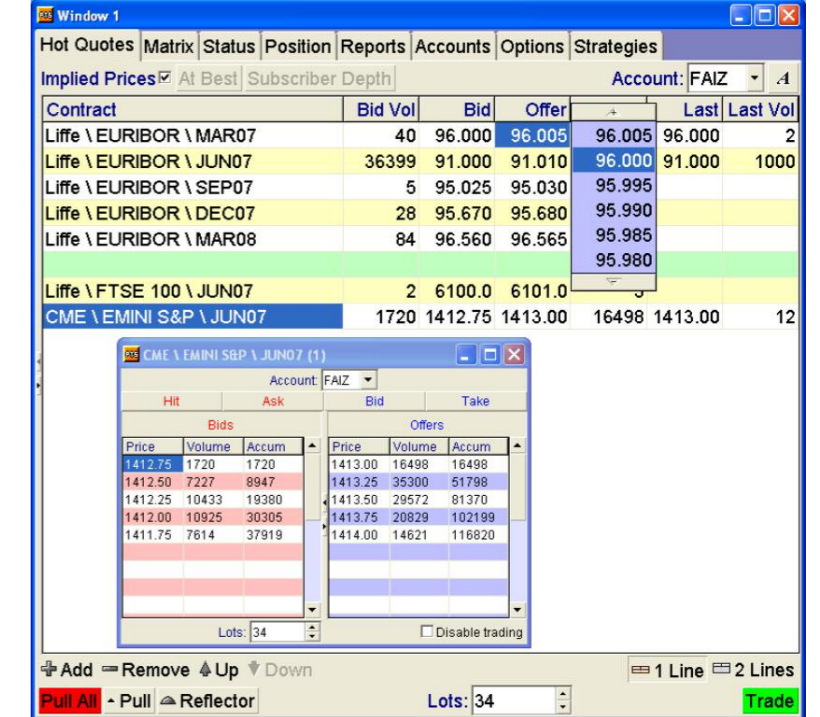 Window 1
Hot Quotes Matrix Status Position Reports Accounts Options Strategies
Implied Prices At Best Subscriber Depth Account: FAIZ A
Contract Bid Vol Bid Offer Last Last Vol
Liffe \ EURIBOR \ MAR07 40 96.000 96.005 96.005 96.000 2
Liffe \ EURIBOR \ JUN07 36399 91.000 91.010 96.000 91.000 1000
Liffe \ EURIBOR \ SEP07 5 95.025 95.030 95.995
Liffe \ EURIBOR \ DEC07 28 95.670 95.680 95.990
Liffe \ EURIBOR \ MAR08 84 96.560 96.565 95.985
95.980
Liffe \ FTSE 100 \ JUN07 2 6100.0 6101.0
CME \ EMINI S&P \ JUN07 1720 1412.75 1413.00 16498 1413.00 12
CME \ EMINI S&P \ JUN07 (1)
Account: FAIZ
Hit Ask Bid Take
Bids Offers
Price Volume Accum Price Volume Accum
1412.75 1720 1720 1413.00 16498 16498
1412.50 7227 8947 1413.25 35300 51798
1412.25 10433 19380 1413.50 29572 81370
1412.00 10925 30305 1413.75 20829 102199
1411.75 7614 37919 1414.00 14621 116820
Lots: 34 Disable trading
Add Remove Up Down 1 Line 2 Lines
Pull All Pull Reflector Lots: 34 Trade